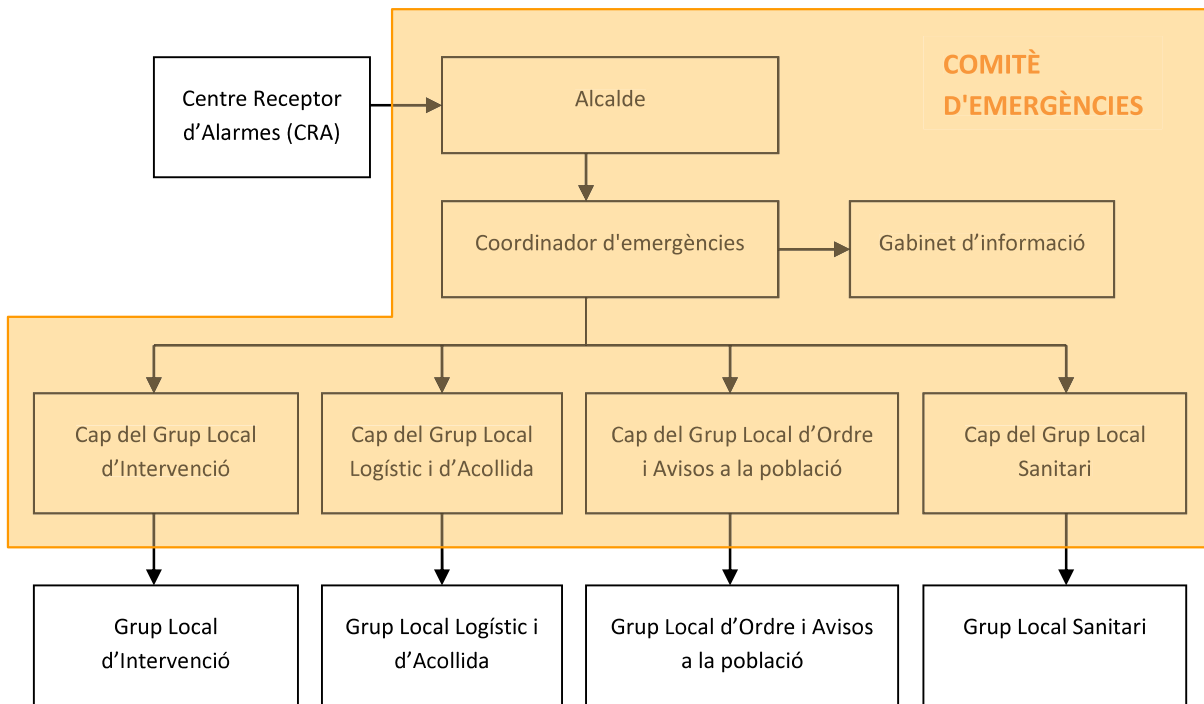 COMITÈ
D'EMERGÈNCIES
Centre Receptor
d’Alarmes (CRA)
Alcalde
Coordinador d'emergències
Gabinet d’informació
Cap del Grup Local
d’Intervenció
Cap del Grup Local
Logístic i d’Acollida
Cap del Grup Local d’Ordre
i Avisos a la població
Cap del Grup Local
Sanitari
Grup Local
d’Intervenció
Grup Local Logístic i
d’Acollida
Grup Local d’Ordre i Avisos
a la població
Grup Local Sanitari